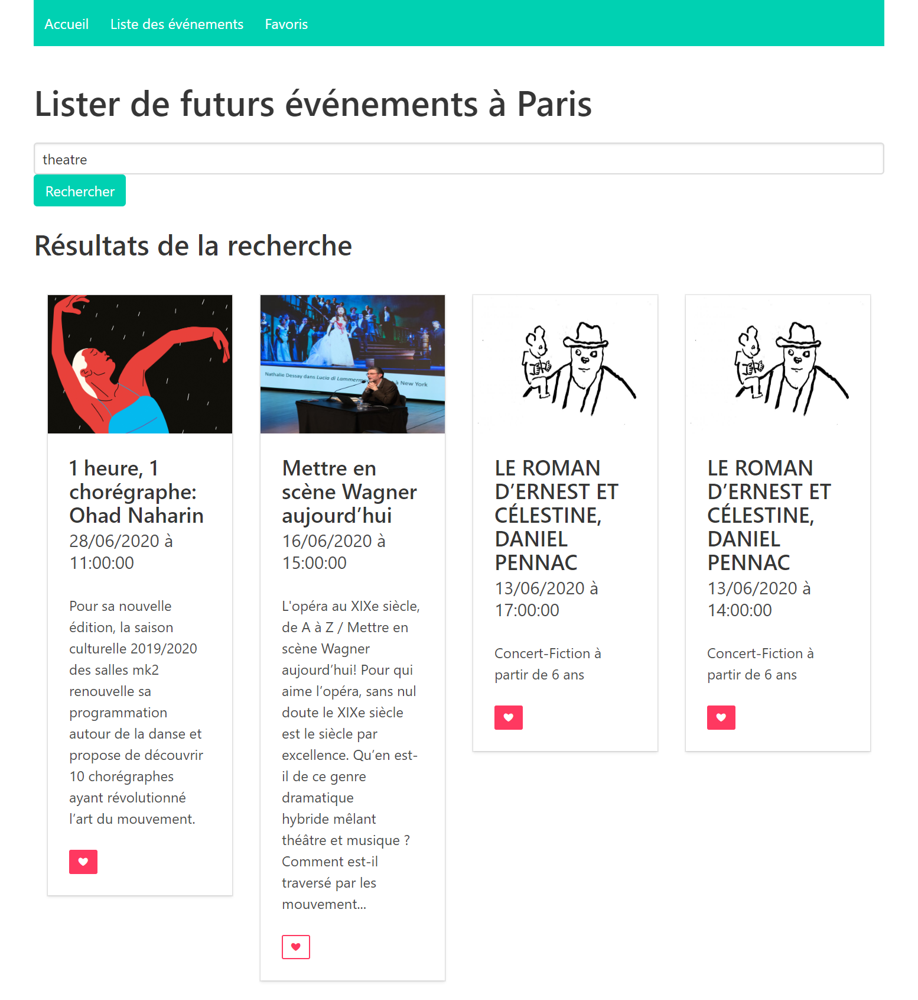 Accueil Liste des événements Favoris
Lister de futurs événements à Paris
theatre
Rechercher
Résultats de la recherche
1 heure, 1
chorégraphe:
Ohad Naharin
28/06/2020 à
11:00:00
Pour sa nouvelle
édition, la saison
culturelle 2019/2020
des salles mk2
renouvelle sa
programmation
autour de la danse et
propose de découvrir
10 chorégraphes
ayant révolutionné
l’art du mouvement.
Nathalie Dessay dans Lucia di Lammerm
à New York
Mettre en
scène Wagner
aujourd’hui
16/06/2020 à
15:00:00
L'opéra au XIXe siècle,
de A à Z / Mettre en
scène Wagner
aujourd’hui! Pour qui
aime l’opéra, sans nul
doute le XIXe siècle
est le siècle par
excellence. Qu’en est-
il de ce genre
dramatique
hybride mêlant
théâtre et musique ?
Comment est-il
traversé par les
mouvement...
LE ROMAN
D’ERNEST ET
CÉLESTINE,
DANIEL
PENNAC
13/06/2020 à
17:00:00
Concert-Fiction à
partir de 6 ans
LE ROMAN
D’ERNEST ET
CÉLESTINE,
DANIEL
PENNAC
13/06/2020 à
14:00:00
Concert-Fiction à
partir de 6 ans